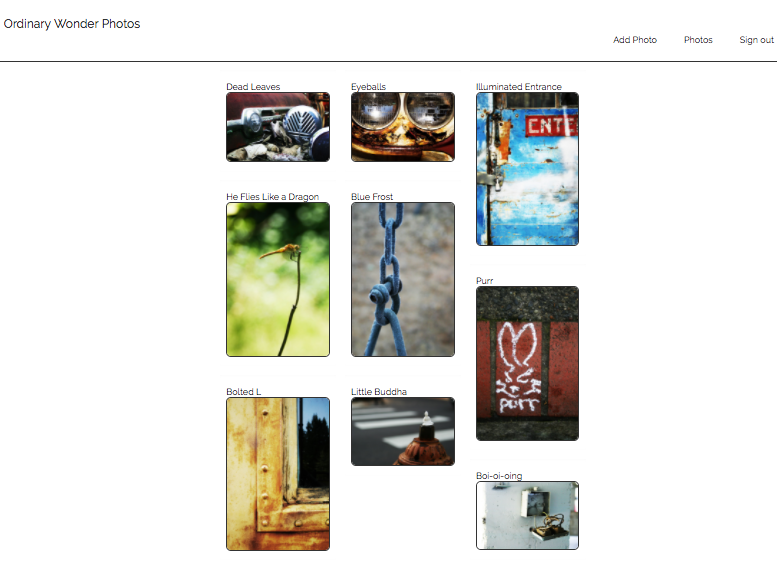 Ordinary Wonder Photos
Add Photo Photos Sign out
Dead Leaves
Eyeballs
Illuminated Entrance
CNTE
He Flies Like a Dragon
Blue Frost
Purr
purr
Bolted L
Little Buddha
Boi-oi-oing